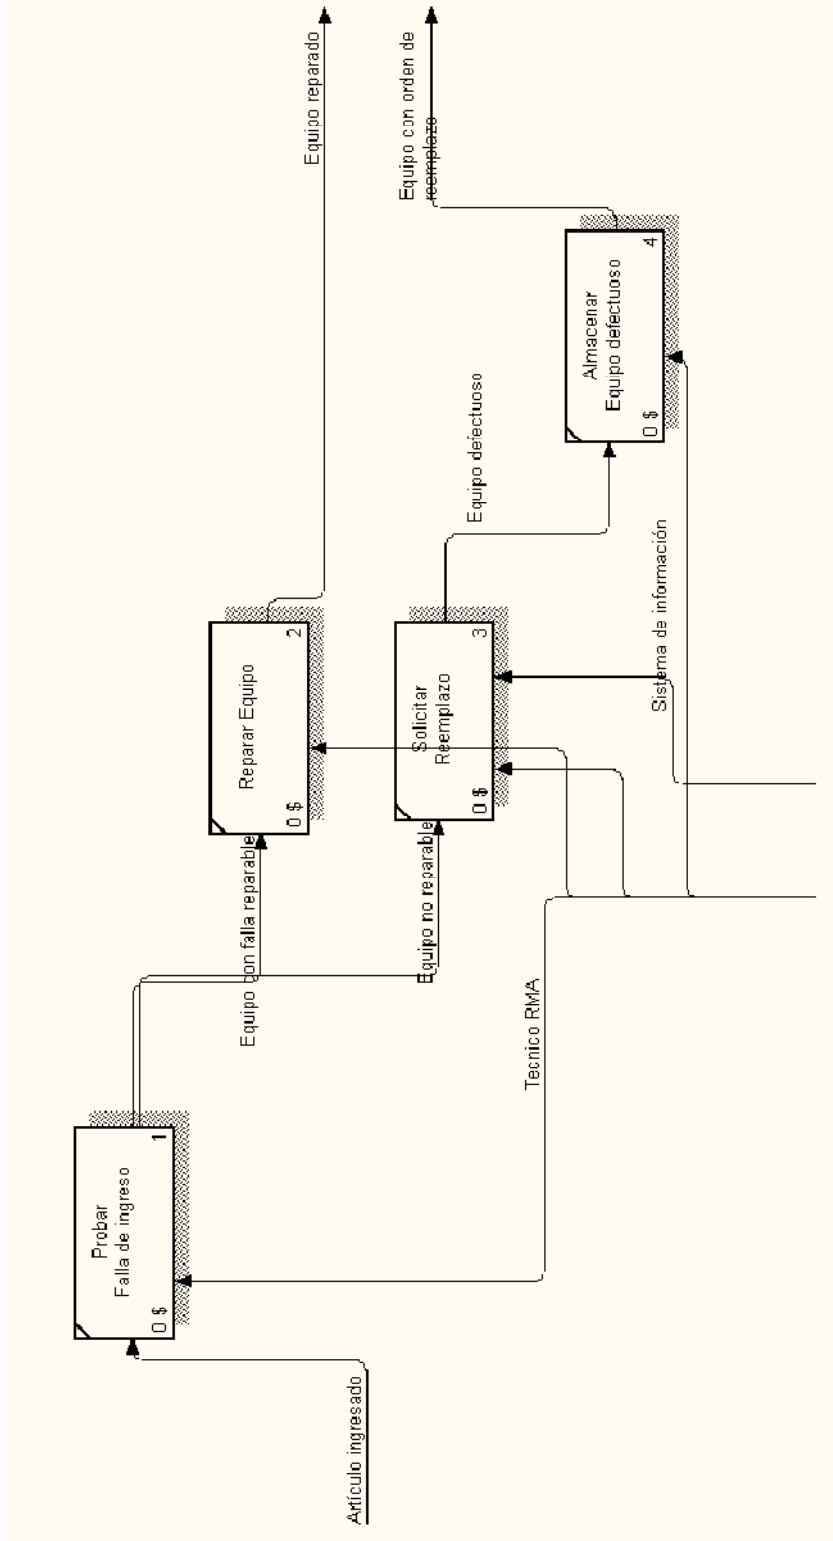 Artículo ingresado
Probar
Falla de ingreso
0 $
1
Equipo con falla reparable
Reparar Equipo
0 $
2
Equipo reparado
Equipo no reparable
Solicitar
Reemplazo
0 $
3
Equipo defectuoso
Almacenar
Equipo defectuoso
0 $
4
Equipo con orden de
reemplazo
Tecnico RMA
Sistema de información